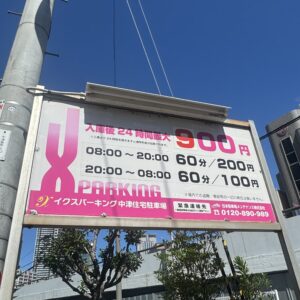 入庫後24時間最大 900円
08:00 〜 20:00 60分/200円
20:00 〜 08:00 60分/100円
X PARKING
イクスパーキング中津住宅駐車場
緊急連絡先
0120-890-989